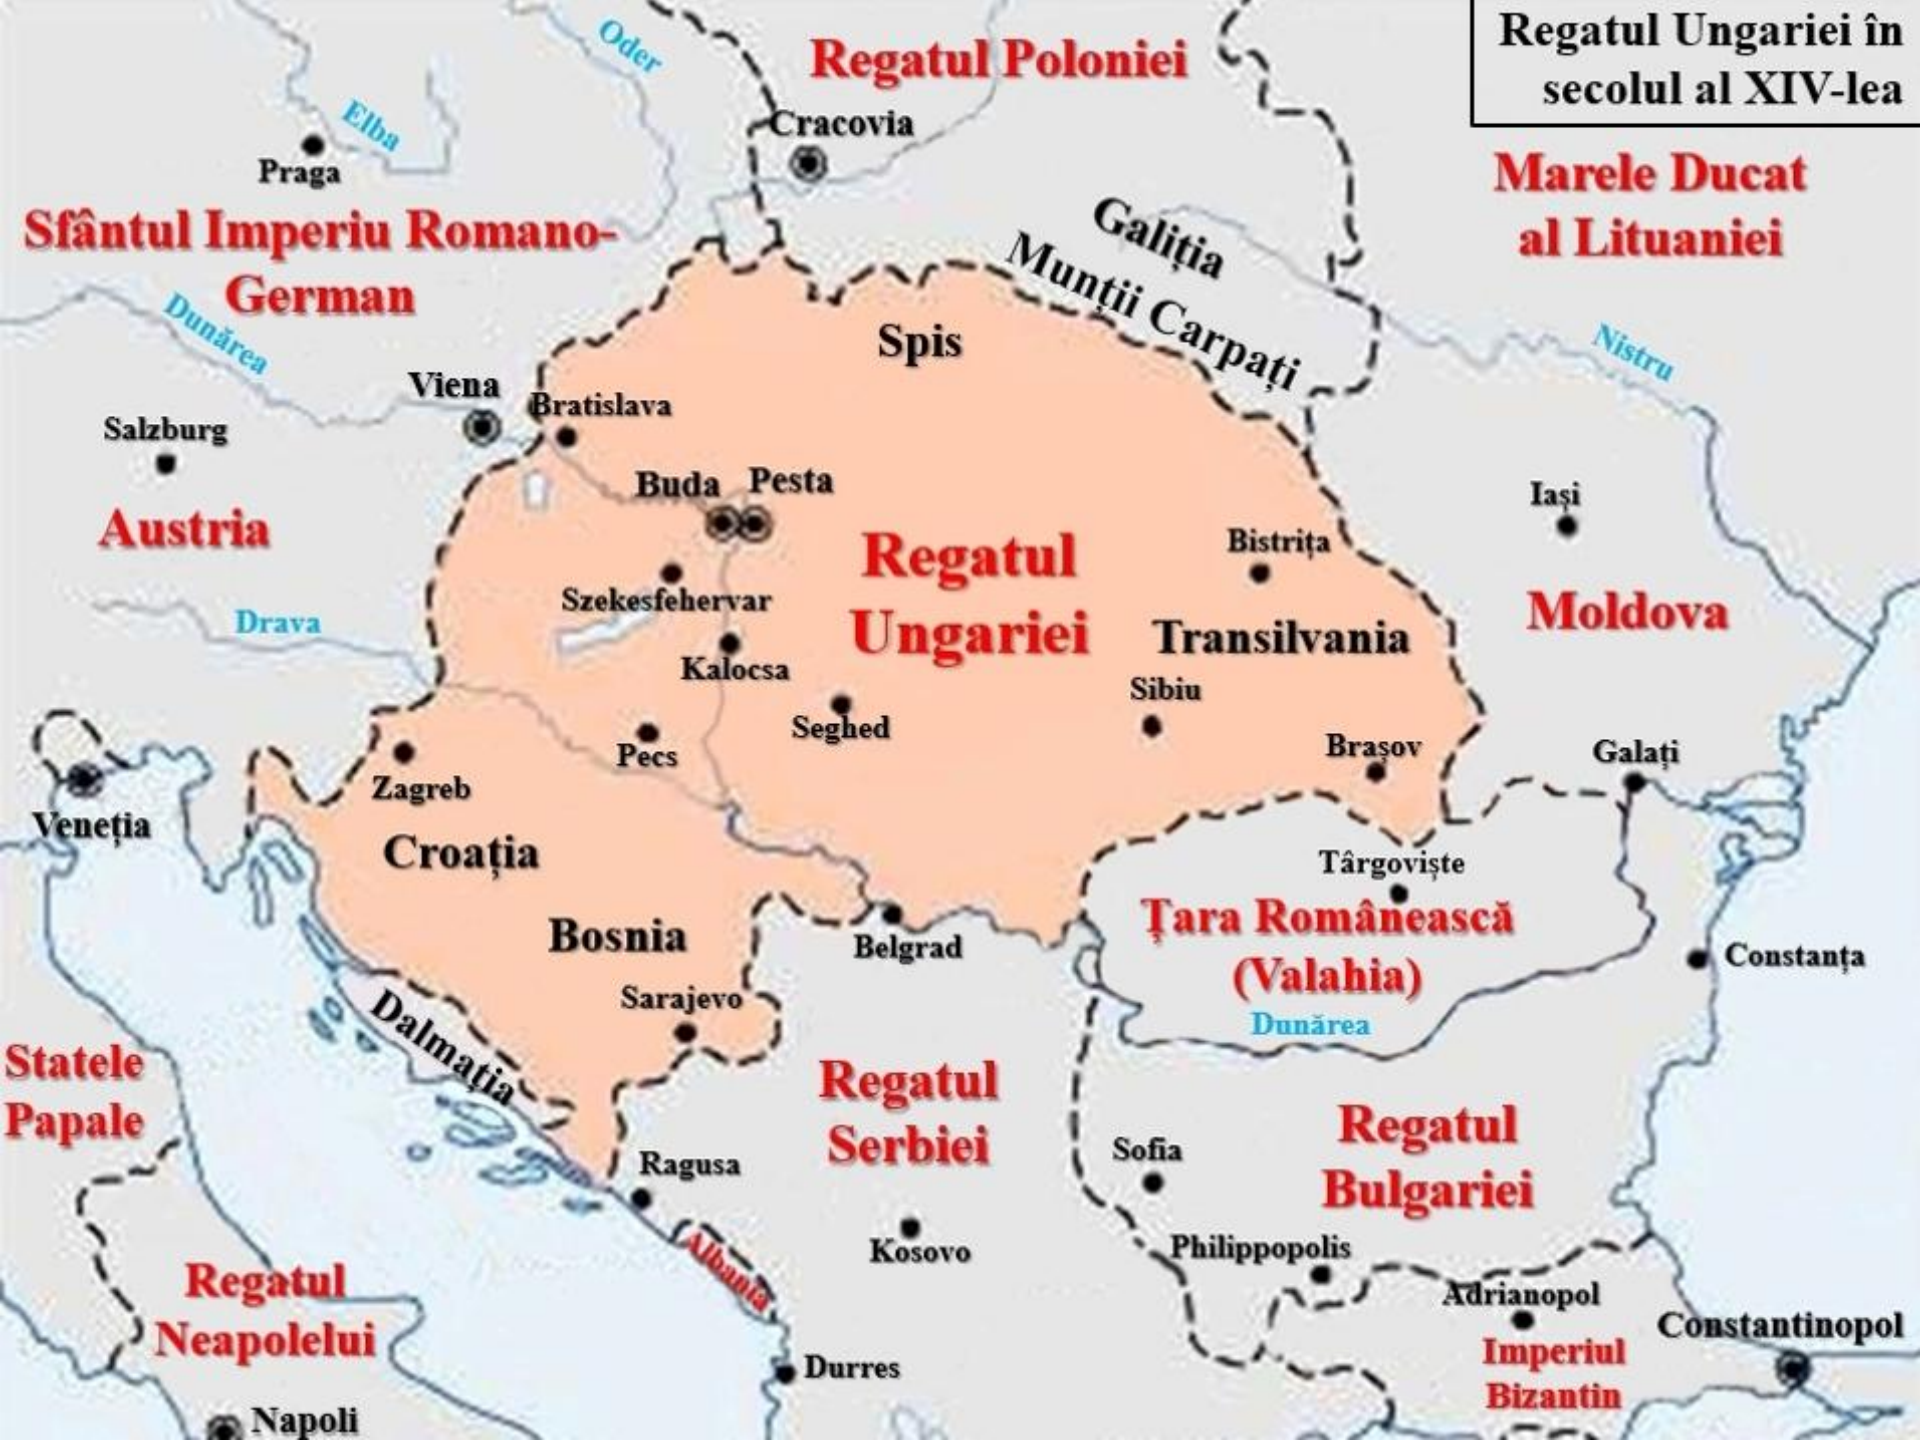 Regatul Ungariei în
secolul al XIV-lea
Oder
Regatul Poloniei
Elba
Cracovia
Praga
Marele Ducat
al Lituaniei
Sfântul Imperiu Romano-
German
Galiția
Munții Carpați
Dunărea
Spis
Nistru
Viena
Bratislava
Salzburg
Buda
Pesta
Iași
Austria
Regatul
Ungariei
Bistrița
Szekesfehervar
Drava
Moldova
Transilvania
Kalocsa
Sibiu
Seghed
Pecs
Brașov
Galați
Zagreb
Veneția
Croația
Târgoviște
Țara Românească
(Valahia)
Bosnia
Belgrad
Constanța
Sarajevo
Dunărea
Dalmația
Statele
Papale
Regatul
Serbiei
Regatul
Bulgariei
Sofia
Ragusa
Kosovo
Philippopolis
Albania
Regatul
Neapolelui
Adrianopol
Constantinopol
Imperiul
Bizantin
Durres
Napoli